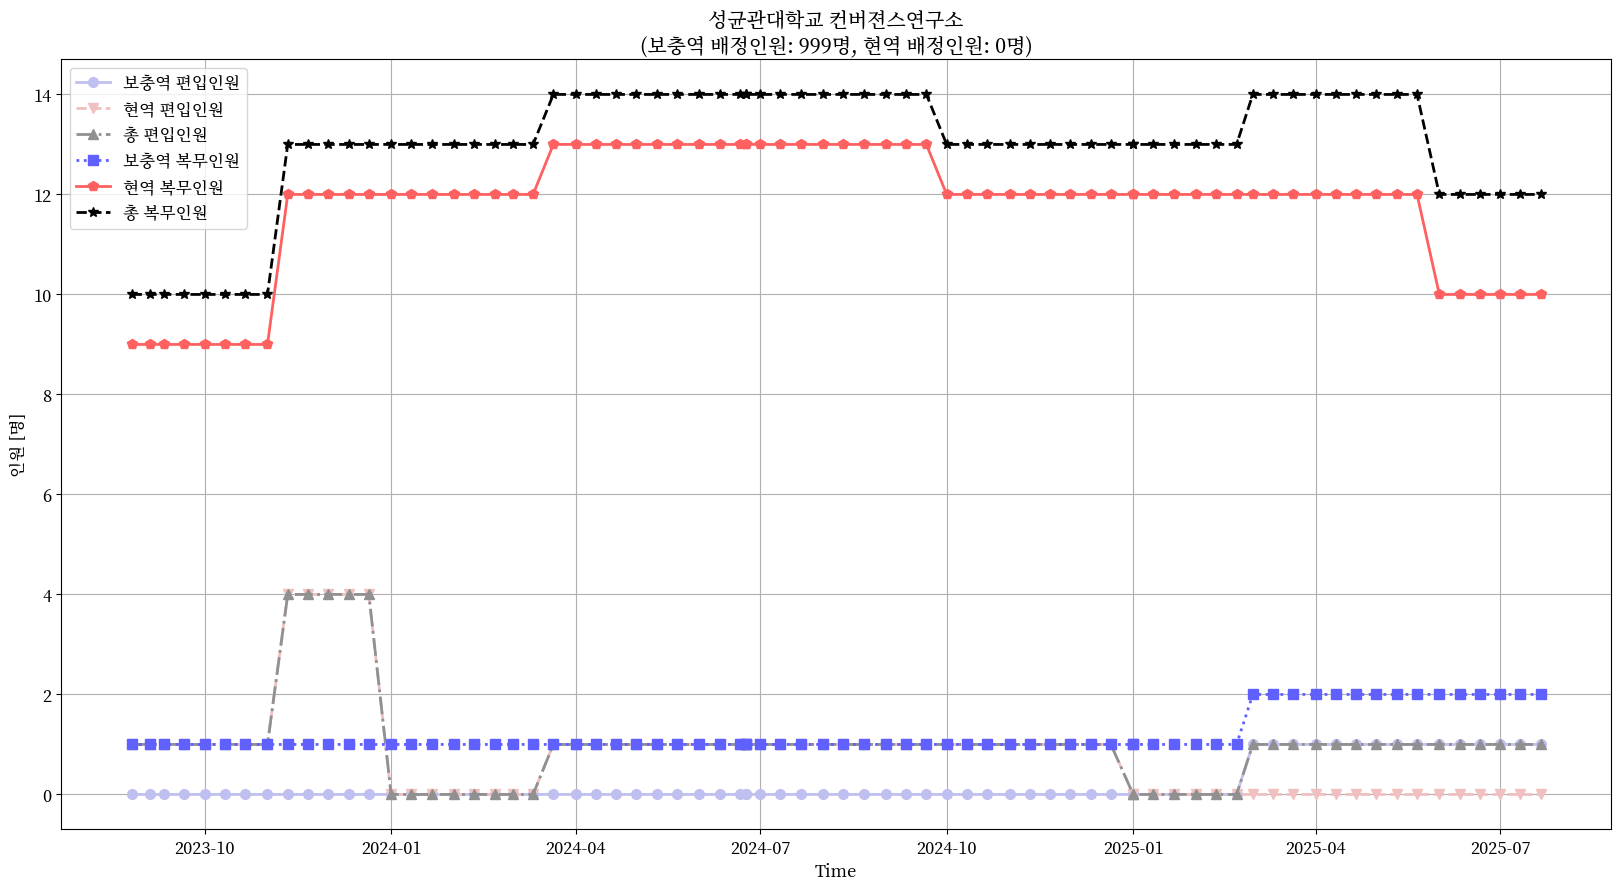 성균관대학교 컨버젼스연구소
(보충역 배정인원: 999명, 현역 배정인원: 0명)
보충역 편입인원
현역 편입인원
총 편입인원
보충역 복무인원
현역 복무인원
총 복무인원
14
12
10
8
6
4
2
0
인원 [명]
2023-10
2024-01
2024-04
2024-07
2024-10
2025-01
2025-04
2025-07
Time